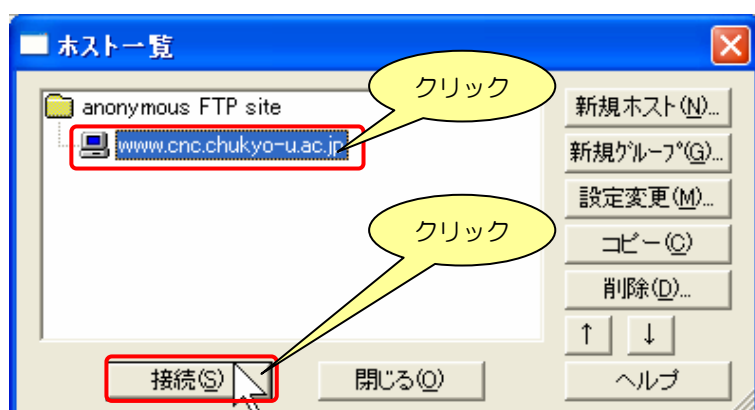 ホスト一覧
クリック
anonymous FTP site
www.cnc.chukyo-u.ac.jp
クリック
新規ホスト(N)...
新規ｸﾞﾙｰﾌﾟ(G)...
設定変更(M)...
コピー(C)
削除(D)...
↑ ↓
接続(S)
閉じる(O)
ヘルプ